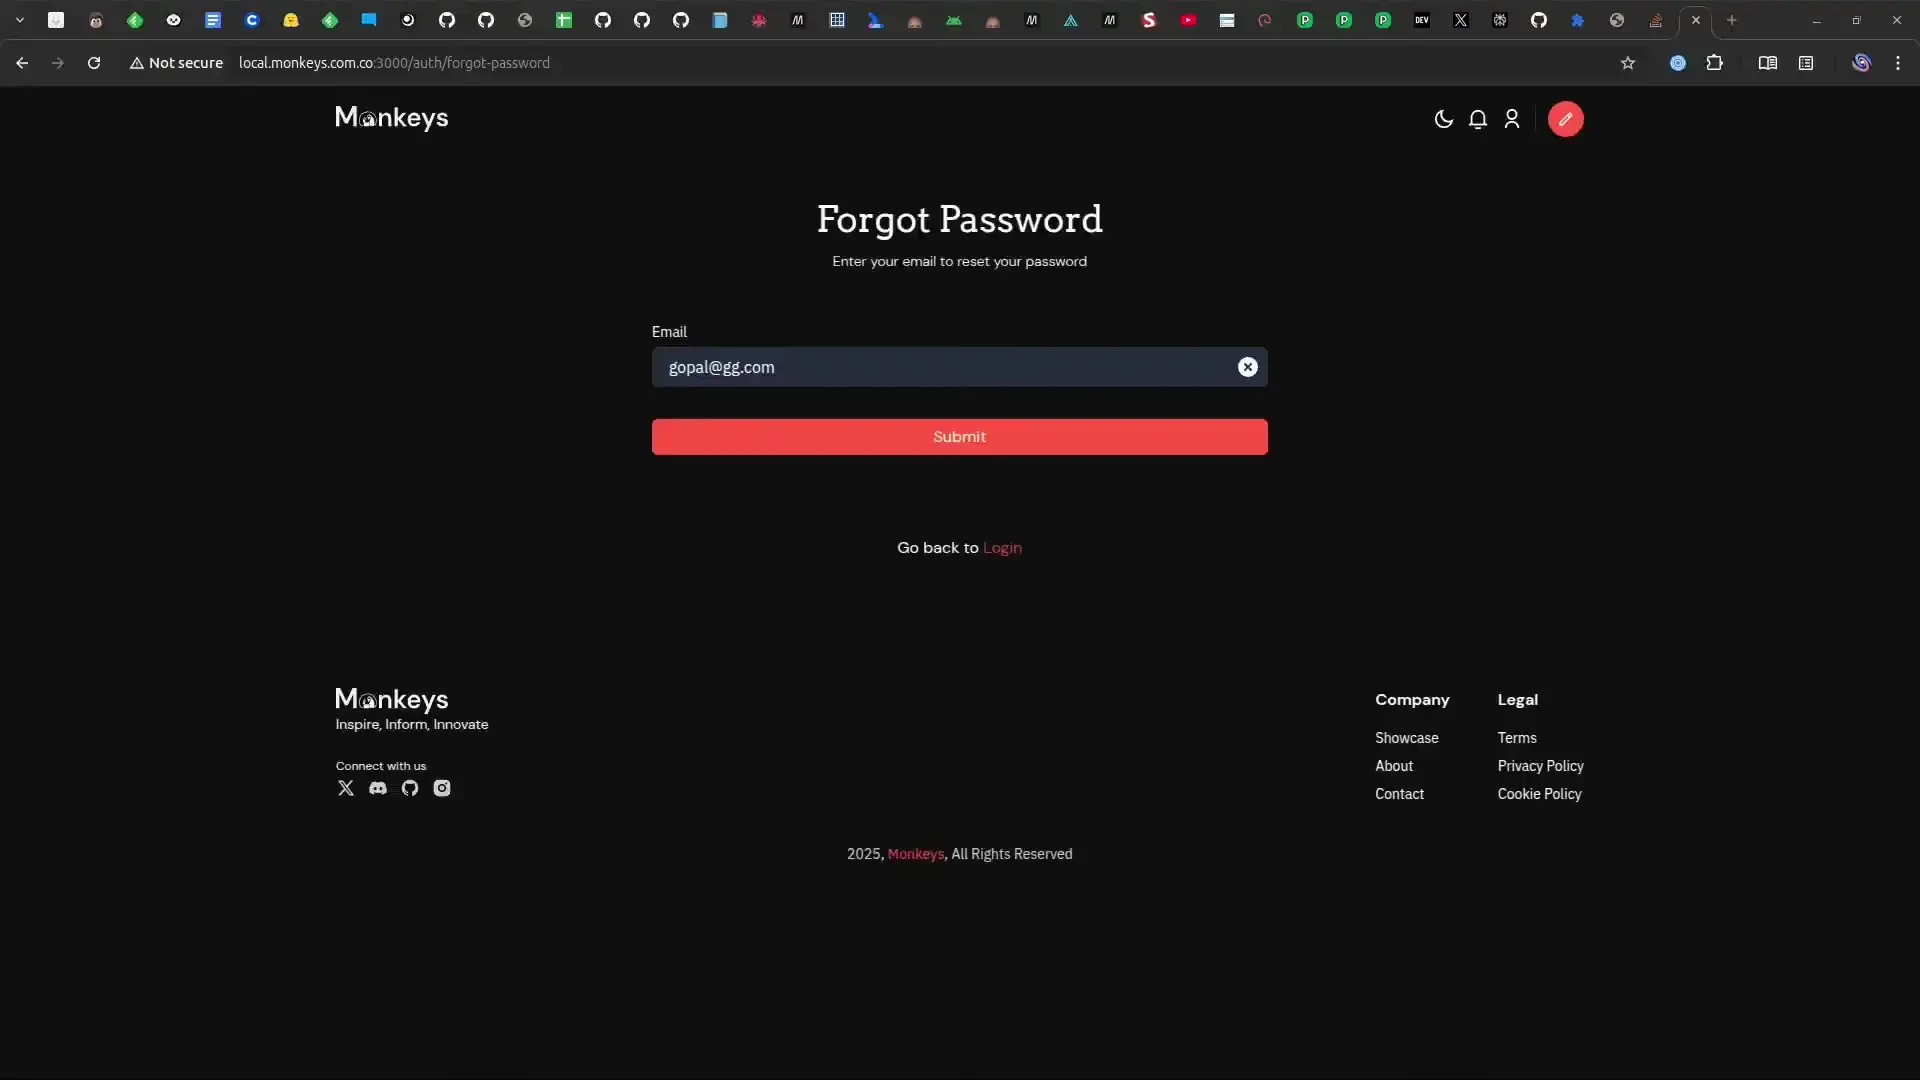 Not secure
local.monkeys.com.co:3000/auth/forgot-password
Monkeys
Forgot Password
Enter your email to reset your password
Email
gopal@gg.com
Submit
Go back to Login
Monkeys
Inspire, Inform, Innovate
Connect with us
Company
Showcase
About
Contact
Legal
Terms
Privacy Policy
Cookie Policy
2025, Monkeys, All Rights Reserved